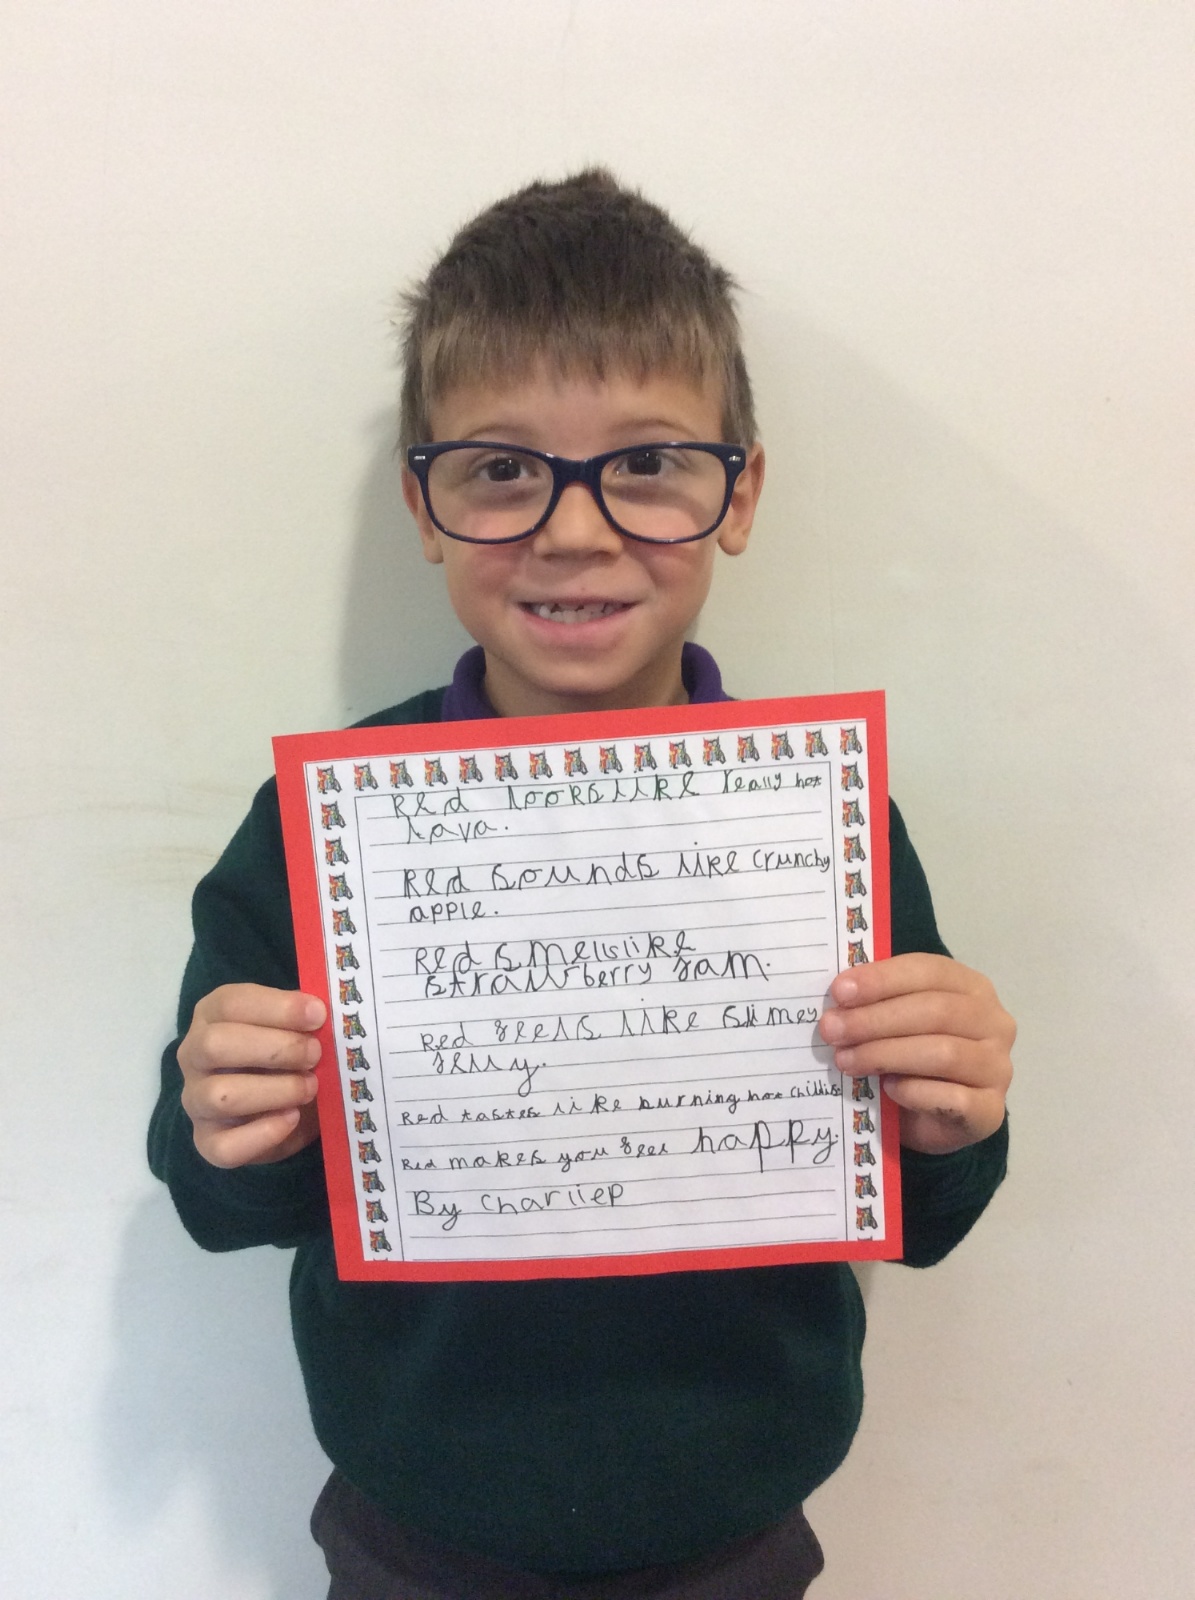 Red looks like really hot
lava.
Red sounds like crunchy
apple.
Red smells like
strawberry jam.
Red feels like slimey
jelly.
Red tastes like burning hot chillis
Red makes you feel happy.
By Charlie P